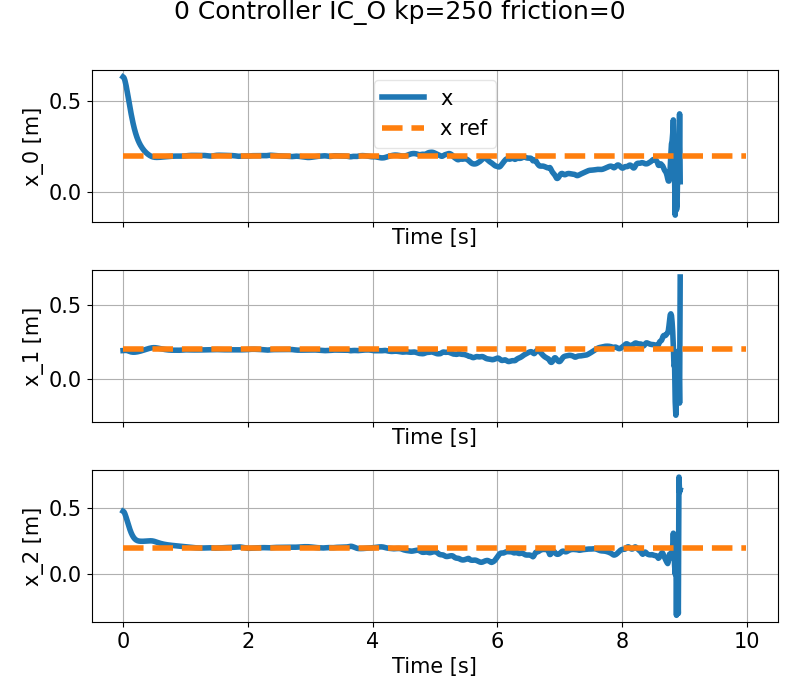 0 Controller IC_O kp=250 friction=0
x_0 [m]
0.5
0.0
x
x ref
Time [s]
x_1 [m]
0.5
0.0
Time [s]
x_2 [m]
0.5
0.0
0 2 4 6 8 10
Time [s]